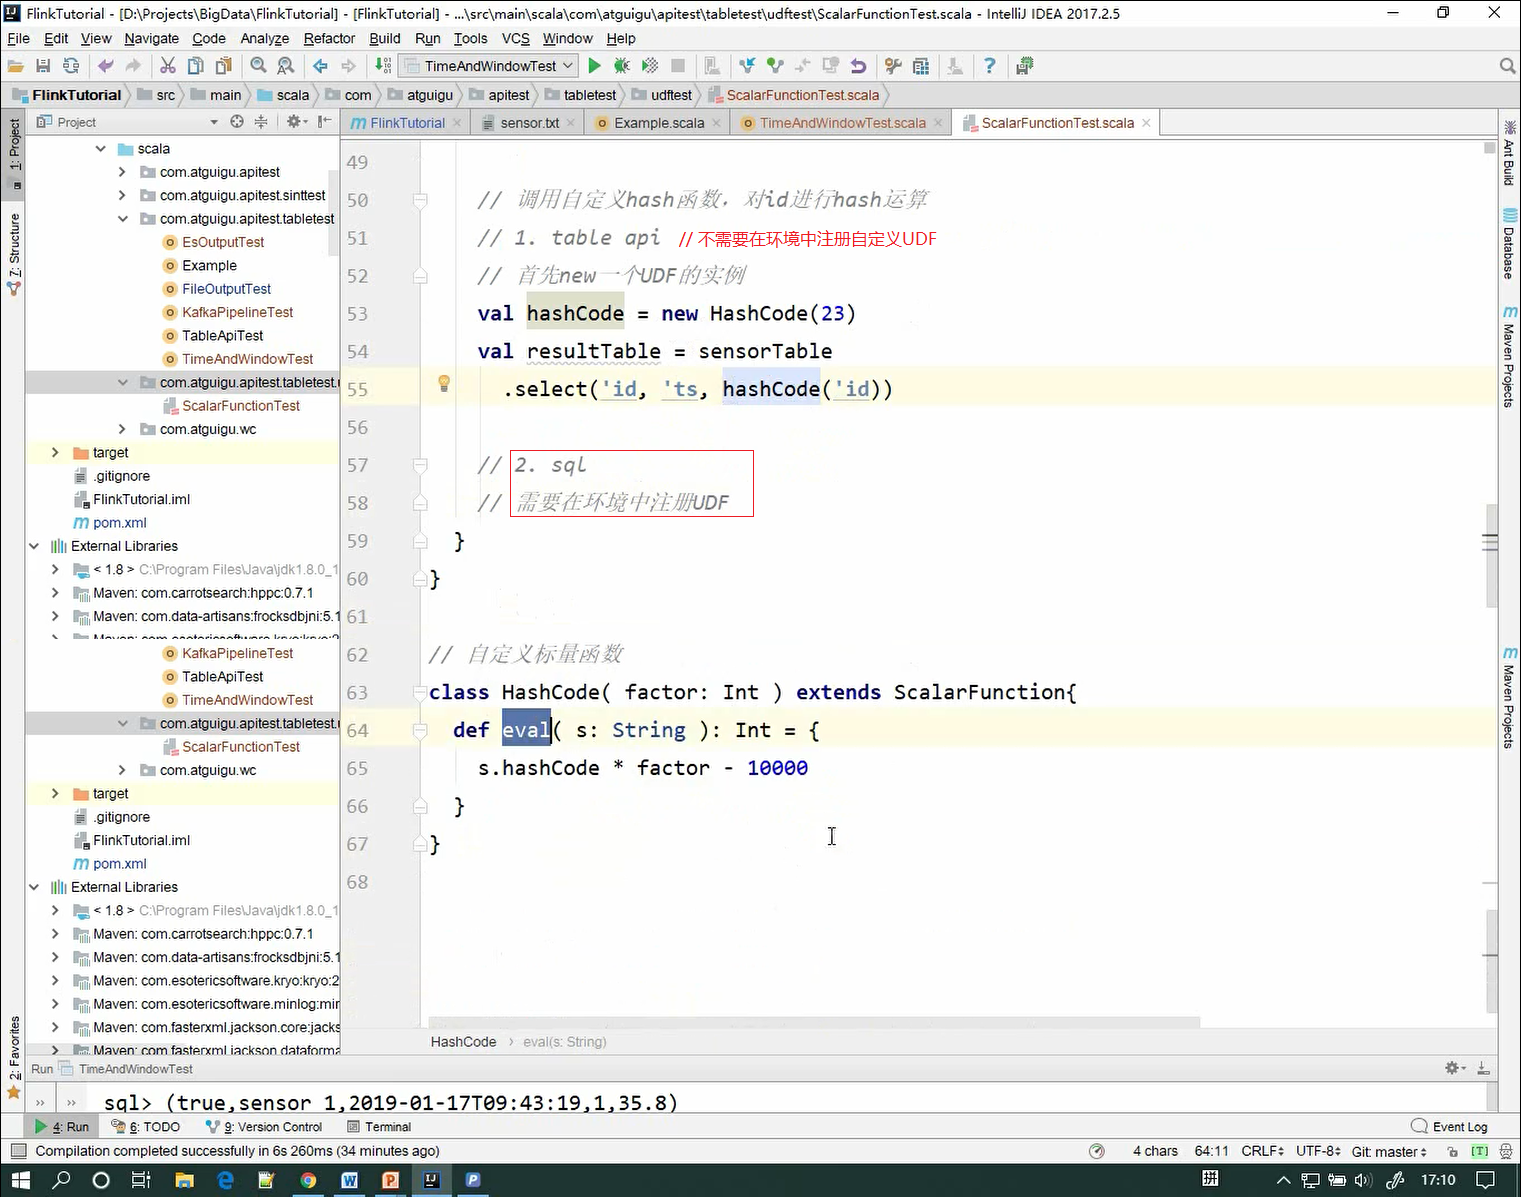 FlinkTutorial - [D:\Projects\BigData\FlinkTutorial] - [FlinkTutorial] - ...\src\main\scala\com\atguigu\apitest\tabletest\udftest\ScalarFunctionTest.scala - IntelliJ IDEA 2017.2.5
File Edit View Navigate Code Analyze Refactor Build Run Tools VCS Window Help
TimeAndWindowTest
FlinkTutorial src main scala com atguigu apitest tabletest udftest ScalarFunctionTest.scala
Project
FlinkTutorial sensor.txt Example.scala TimeAndWindowTest.scala ScalarFunctionTest.scala
1: Project
7: Structure
2: Favorites
scala
com.atguigu.apitest
com.atguigu.apitest.sinttest
com.atguigu.apitest.tabletest
EsOutputTest
Example
FileOutputTest
KafkaPipelineTest
TableApiTest
TimeAndWindowTest
com.atguigu.apitest.tabletest.
ScalarFunctionTest
com.atguigu.wc
target
.gitignore
FlinkTutorial.iml
pom.xml
External Libraries
< 1.8 > C:\Program Files\Java\jdk1.8.0_1
Maven: com.carrotsearch:hppc:0.7.1
Maven: com.data-artisans:frocksdbjni:5.1
Maven: com.esotericsoftware.kryo:kryo:2
KafkaPipelineTest
TableApiTest
TimeAndWindowTest
com.atguigu.apitest.tabletest.
ScalarFunctionTest
com.atguigu.wc
target
.gitignore
FlinkTutorial.iml
pom.xml
External Libraries
< 1.8 > C:\Program Files\Java\jdk1.8.0_1
Maven: com.carrotsearch:hppc:0.7.1
Maven: com.data-artisans:frocksdbjni:5.1
Maven: com.esotericsoftware.kryo:kryo:2
Maven: com.esotericsoftware.minlog:mir
Maven: com.fasterxml.jackson.core:jacks
Maven: com.fasterxml.jackson.dataforma
49
50 // 调用自定义hash函数，对id进行hash运算
51 // 1. table api // 不需要在环境中注册自定义UDF
52 // 首先new一个UDF的实例
53 val hashCode = new HashCode(23)
54 val resultTable = sensorTable
55 .select('id, 'ts, hashCode('id))
56
57 // 2. sql
58 // 需要在环境中注册UDF
59 }
60 }
61
62 // 自定义标量函数
63 class HashCode( factor: Int ) extends ScalarFunction{
64 def eval( s: String ): Int = {
65 s.hashCode * factor - 10000
66 }
67 }
68
HashCode › eval(s: String)
Ant Build
Database
Maven Projects
Maven Projects
Run TimeAndWindowTest
sql> (true,sensor 1,2019-01-17T09:43:19,1,35.8)
4: Run 6: TODO 9: Version Control Terminal Event Log
Compilation completed successfully in 6s 260ms (34 minutes ago) 4 chars 64:11 CRLF UTF-8 Git: master [T]
拼 17:10